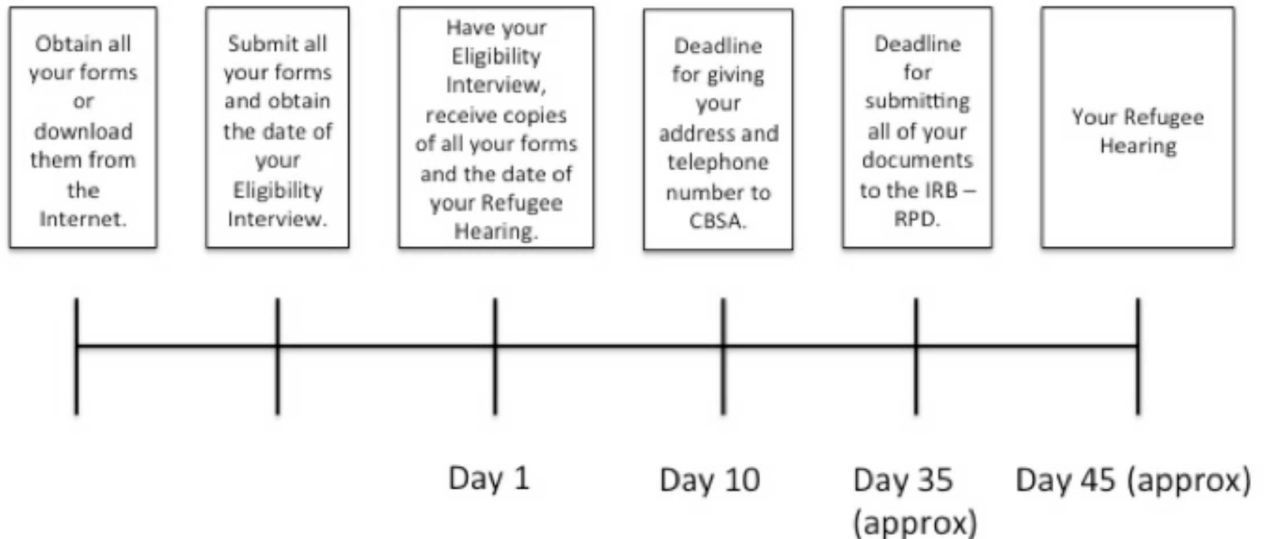 Obtain all
your forms
or
download
them from
the
Internet.
Submit all
your forms
and obtain
the date of
your
Eligibility
Interview.
Have your
Eligibility
Interview,
receive copies
of all your forms
and the date of
your Refugee
Hearing.
Deadline
for giving
your
address and
telephone
number to
CBSA.
Deadline
for
submitting
all of your
documents
to the IRB –
RPD.
Your Refugee
Hearing
Day 1
Day 10
Day 35
(approx)
Day 45 (approx)